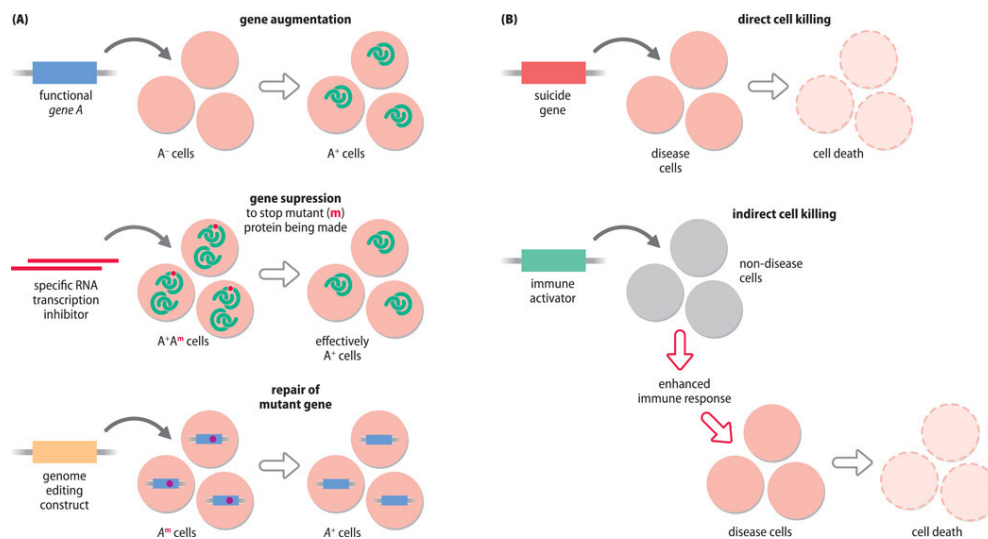 (A)
gene augmentation
functional
gene A
A⁻ cells
A⁺ cells
gene supression
to stop mutant (m)
protein being made
specific RNA
transcription
inhibitor
A⁺Aᵐ cells
effectively
A⁺ cells
repair of
mutant gene
genome
editing
construct
Aᵐ cells
A⁺ cells
(B)
direct cell killing
suicide
gene
disease
cells
cell death
indirect cell killing
immune
activator
non-disease
cells
enhanced
immune response
disease cells
cell death